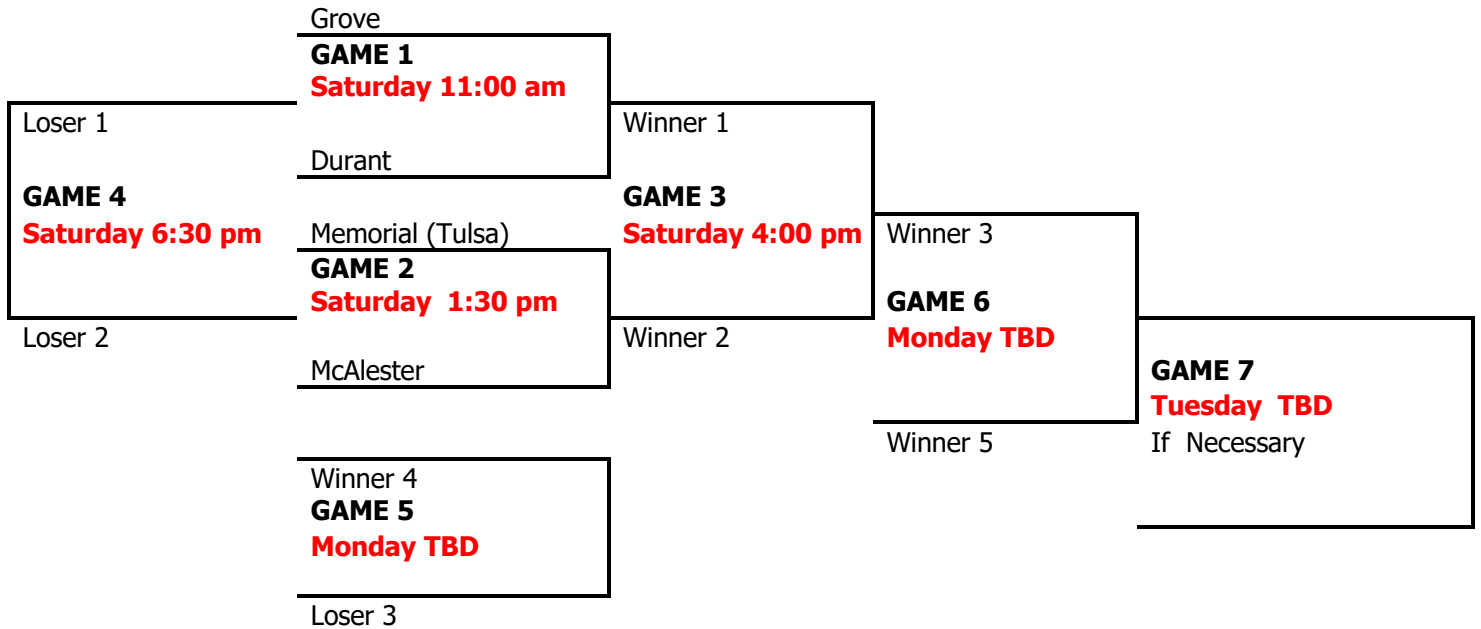 Grove
GAME 1
Saturday 11:00 am
Loser 1
Winner 1
Durant
GAME 4
GAME 3
Saturday 6:30 pm
Memorial (Tulsa)
Saturday 4:00 pm
Winner 3
GAME 2
Saturday 1:30 pm
GAME 6
Loser 2
Winner 2
Monday TBD
McAlester
GAME 7
Tuesday TBD
Winner 5
If Necessary
Winner 4
GAME 5
Monday TBD
Loser 3